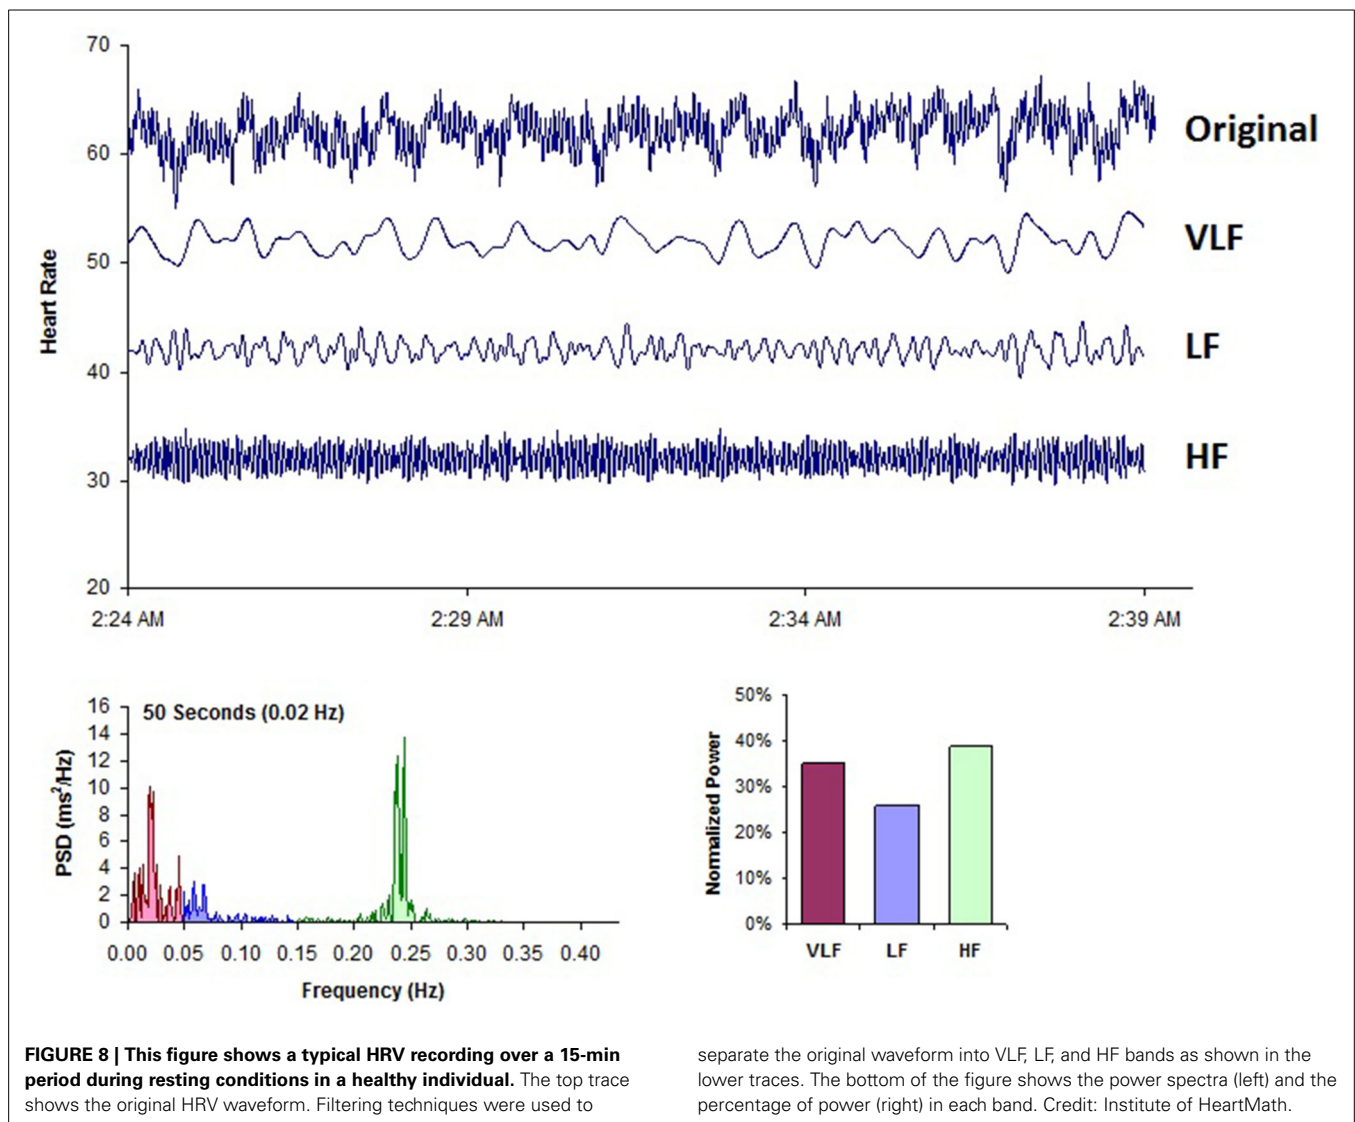 70
60
50
40
30
20
Heart Rate
Original
VLF
LF
HF
2:24 AM 2:29 AM 2:34 AM 2:39 AM
16
14
12
10
8
6
4
2
0
PSD (ms²/Hz)
50 Seconds (0.02 Hz)
0.00 0.05 0.10 0.15 0.20 0.25 0.30 0.35 0.40
Frequency (Hz)
50%
40%
30%
20%
10%
0%
Normalized Power
VLF LF HF
FIGURE 8 | This figure shows a typical HRV recording over a 15-min
period during resting conditions in a healthy individual. The top trace
shows the original HRV waveform. Filtering techniques were used to
separate the original waveform into VLF, LF, and HF bands as shown in the
lower traces. The bottom of the figure shows the power spectra (left) and the
percentage of power (right) in each band. Credit: Institute of HeartMath.